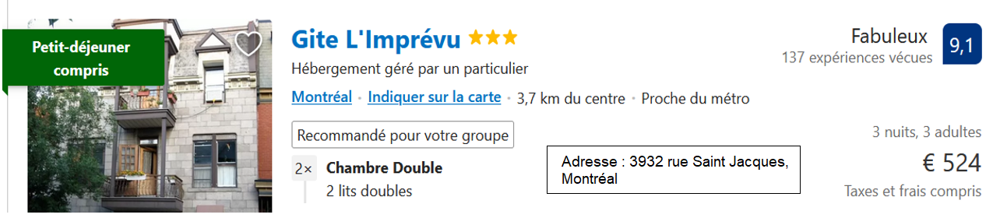 Petit-déjeuner
compris
Gite L'Imprévu
Hébergement géré par un particulier
Montréal • Indiquer sur la carte • 3,7 km du centre • Proche du métro
Recommandé pour votre groupe
2× Chambre Double
2 lits doubles
Adresse : 3932 rue Saint Jacques,
Montréal
Fabuleux 9,1
137 expériences vécues
3 nuits, 3 adultes
€ 524
Taxes et frais compris